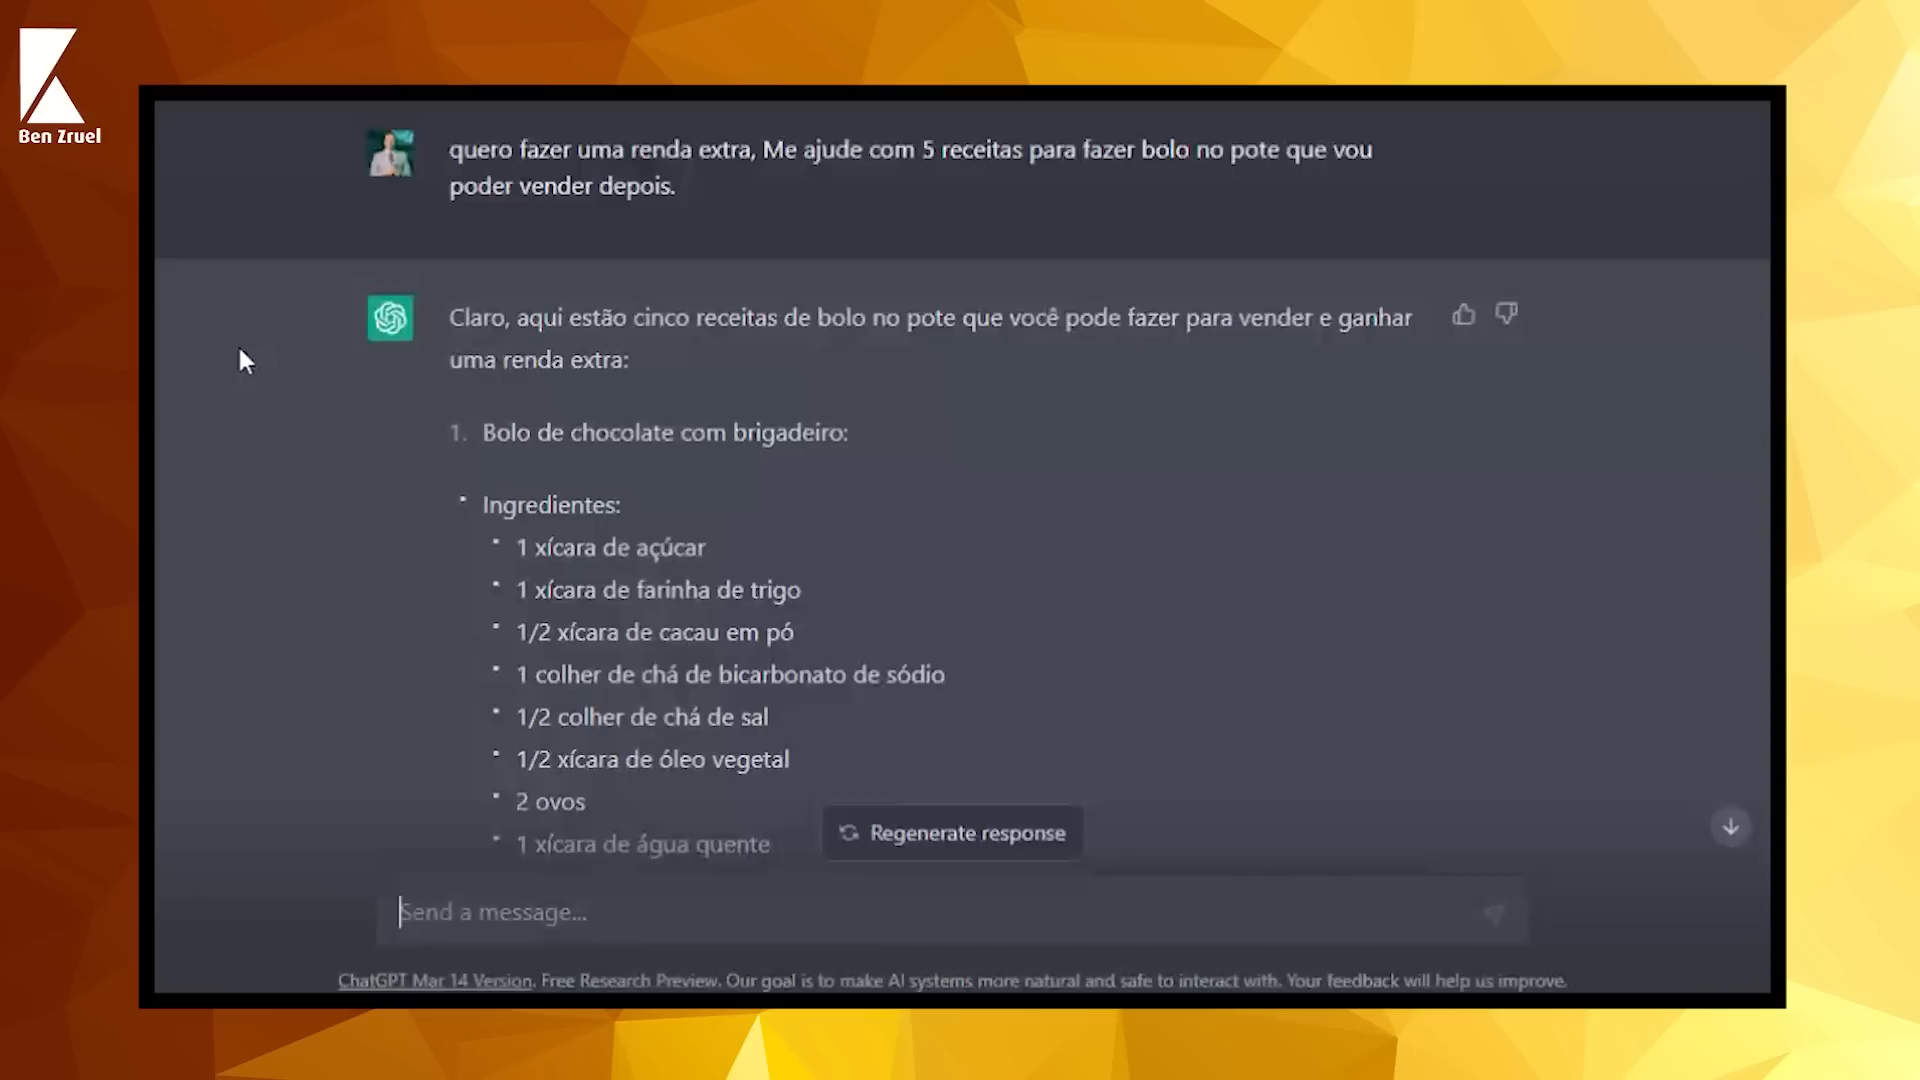 Ben Zruel
quero fazer uma renda extra, Me ajude com 5 receitas para fazer bolo no pote que vou
poder vender depois.
Claro, aqui estão cinco receitas de bolo no pote que você pode fazer para vender e ganhar
uma renda extra:
1. Bolo de chocolate com brigadeiro:
Ingredientes:
1 xícara de açúcar
1 xícara de farinha de trigo
1/2 xícara de cacau em pó
1 colher de chá de bicarbonato de sódio
1/2 colher de chá de sal
1/2 xícara de óleo vegetal
2 ovos
1 xícara de água quente
Regenerate response
Send a message...
ChatGPT Mar 14 Version. Free Research Preview. Our goal is to make AI systems more natural and safe to interact with. Your feedback will help us improve.